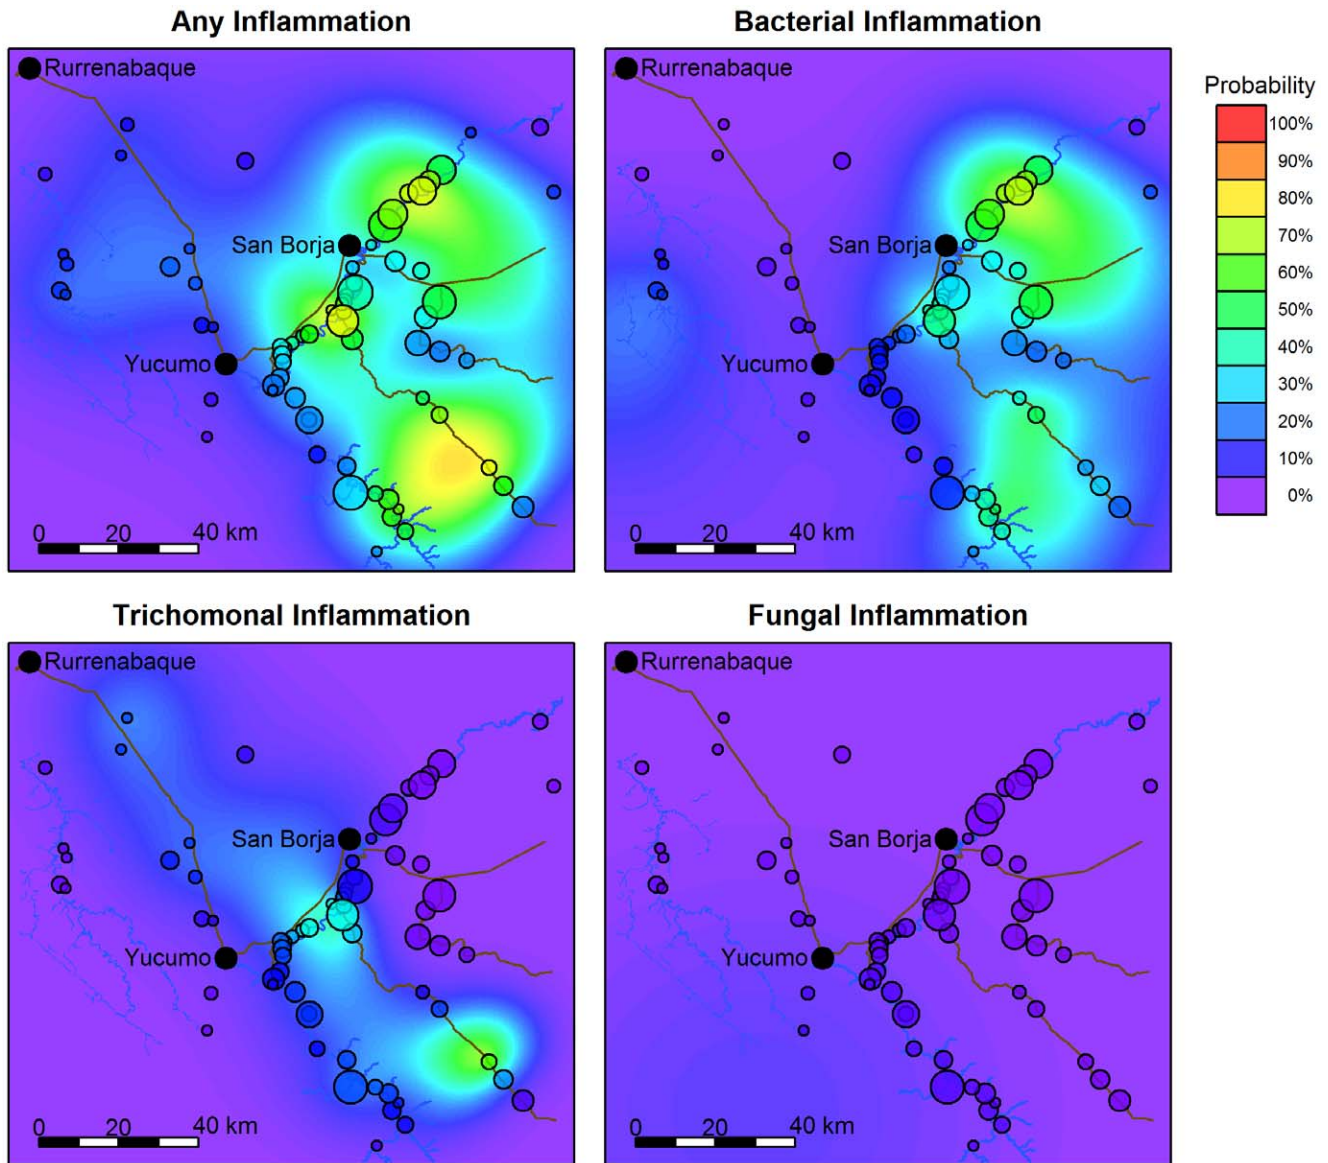 Any Inflammation
Bacterial Inflammation
Rurrenabaque
San Borja
Yucumo
0 20 40 km
Rurrenabaque
San Borja
Yucumo
0 20 40 km
Probability
100%
90%
80%
70%
60%
50%
40%
30%
20%
10%
0%
Trichomonal Inflammation
Fungal Inflammation
Rurrenabaque
San Borja
Yucumo
0 20 40 km
Rurrenabaque
San Borja
Yucumo
0 20 40 km